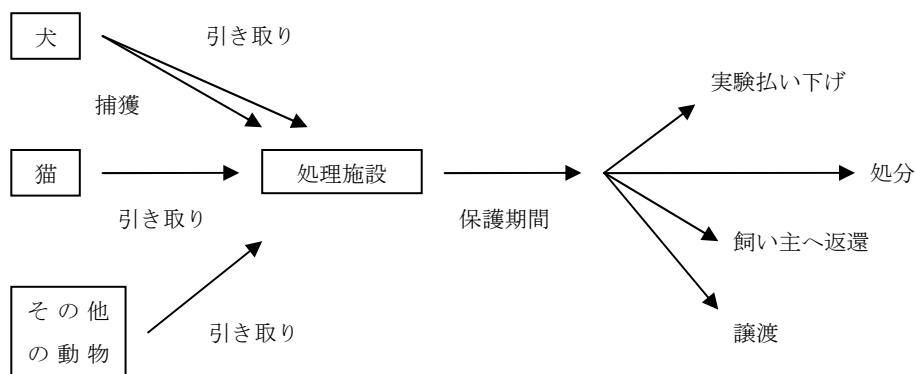 犬
引き取り
捕獲
実験払い下げ
猫
引き取り
処理施設
保護期間
処分
飼い主へ返還
その他
の動物
引き取り
譲渡